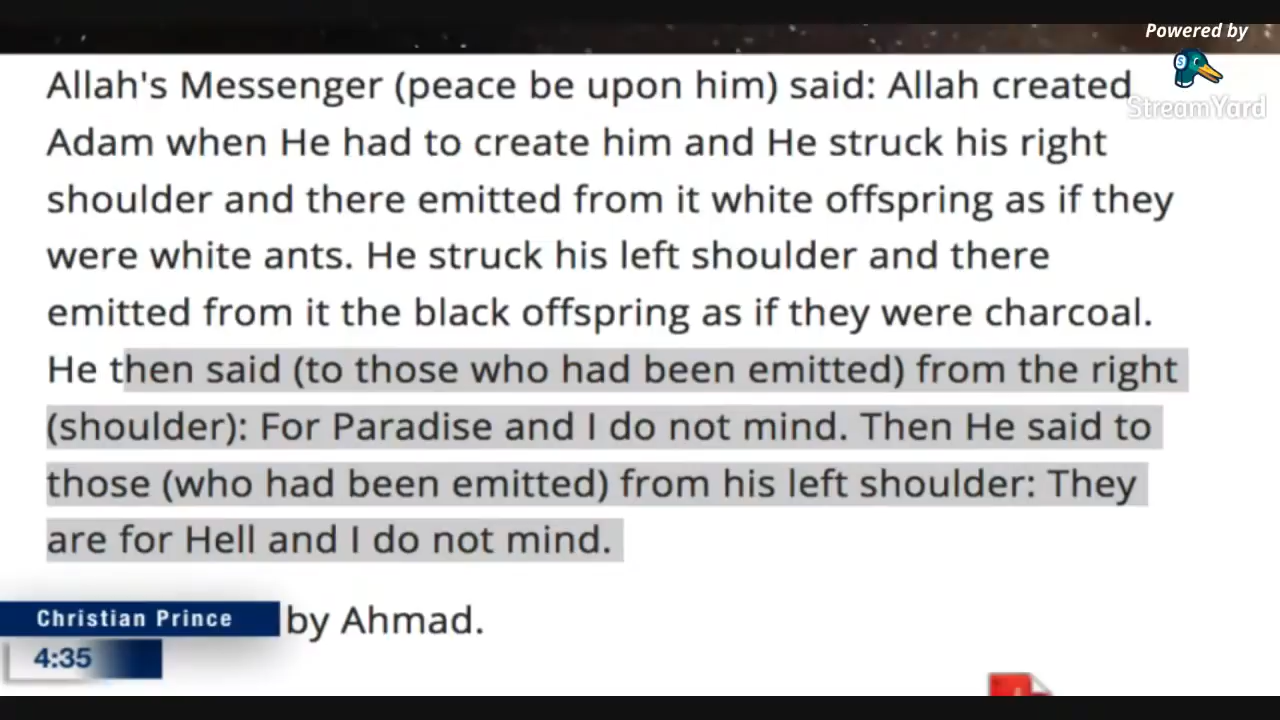 Powered by
StreamYard
Allah's Messenger (peace be upon him) said: Allah created
Adam when He had to create him and He struck his right
shoulder and there emitted from it white offspring as if they
were white ants. He struck his left shoulder and there
emitted from it the black offspring as if they were charcoal.
He then said (to those who had been emitted) from the right
(shoulder): For Paradise and I do not mind. Then He said to
those (who had been emitted) from his left shoulder: They
are for Hell and I do not mind.
by Ahmad.
Christian Prince
4:35